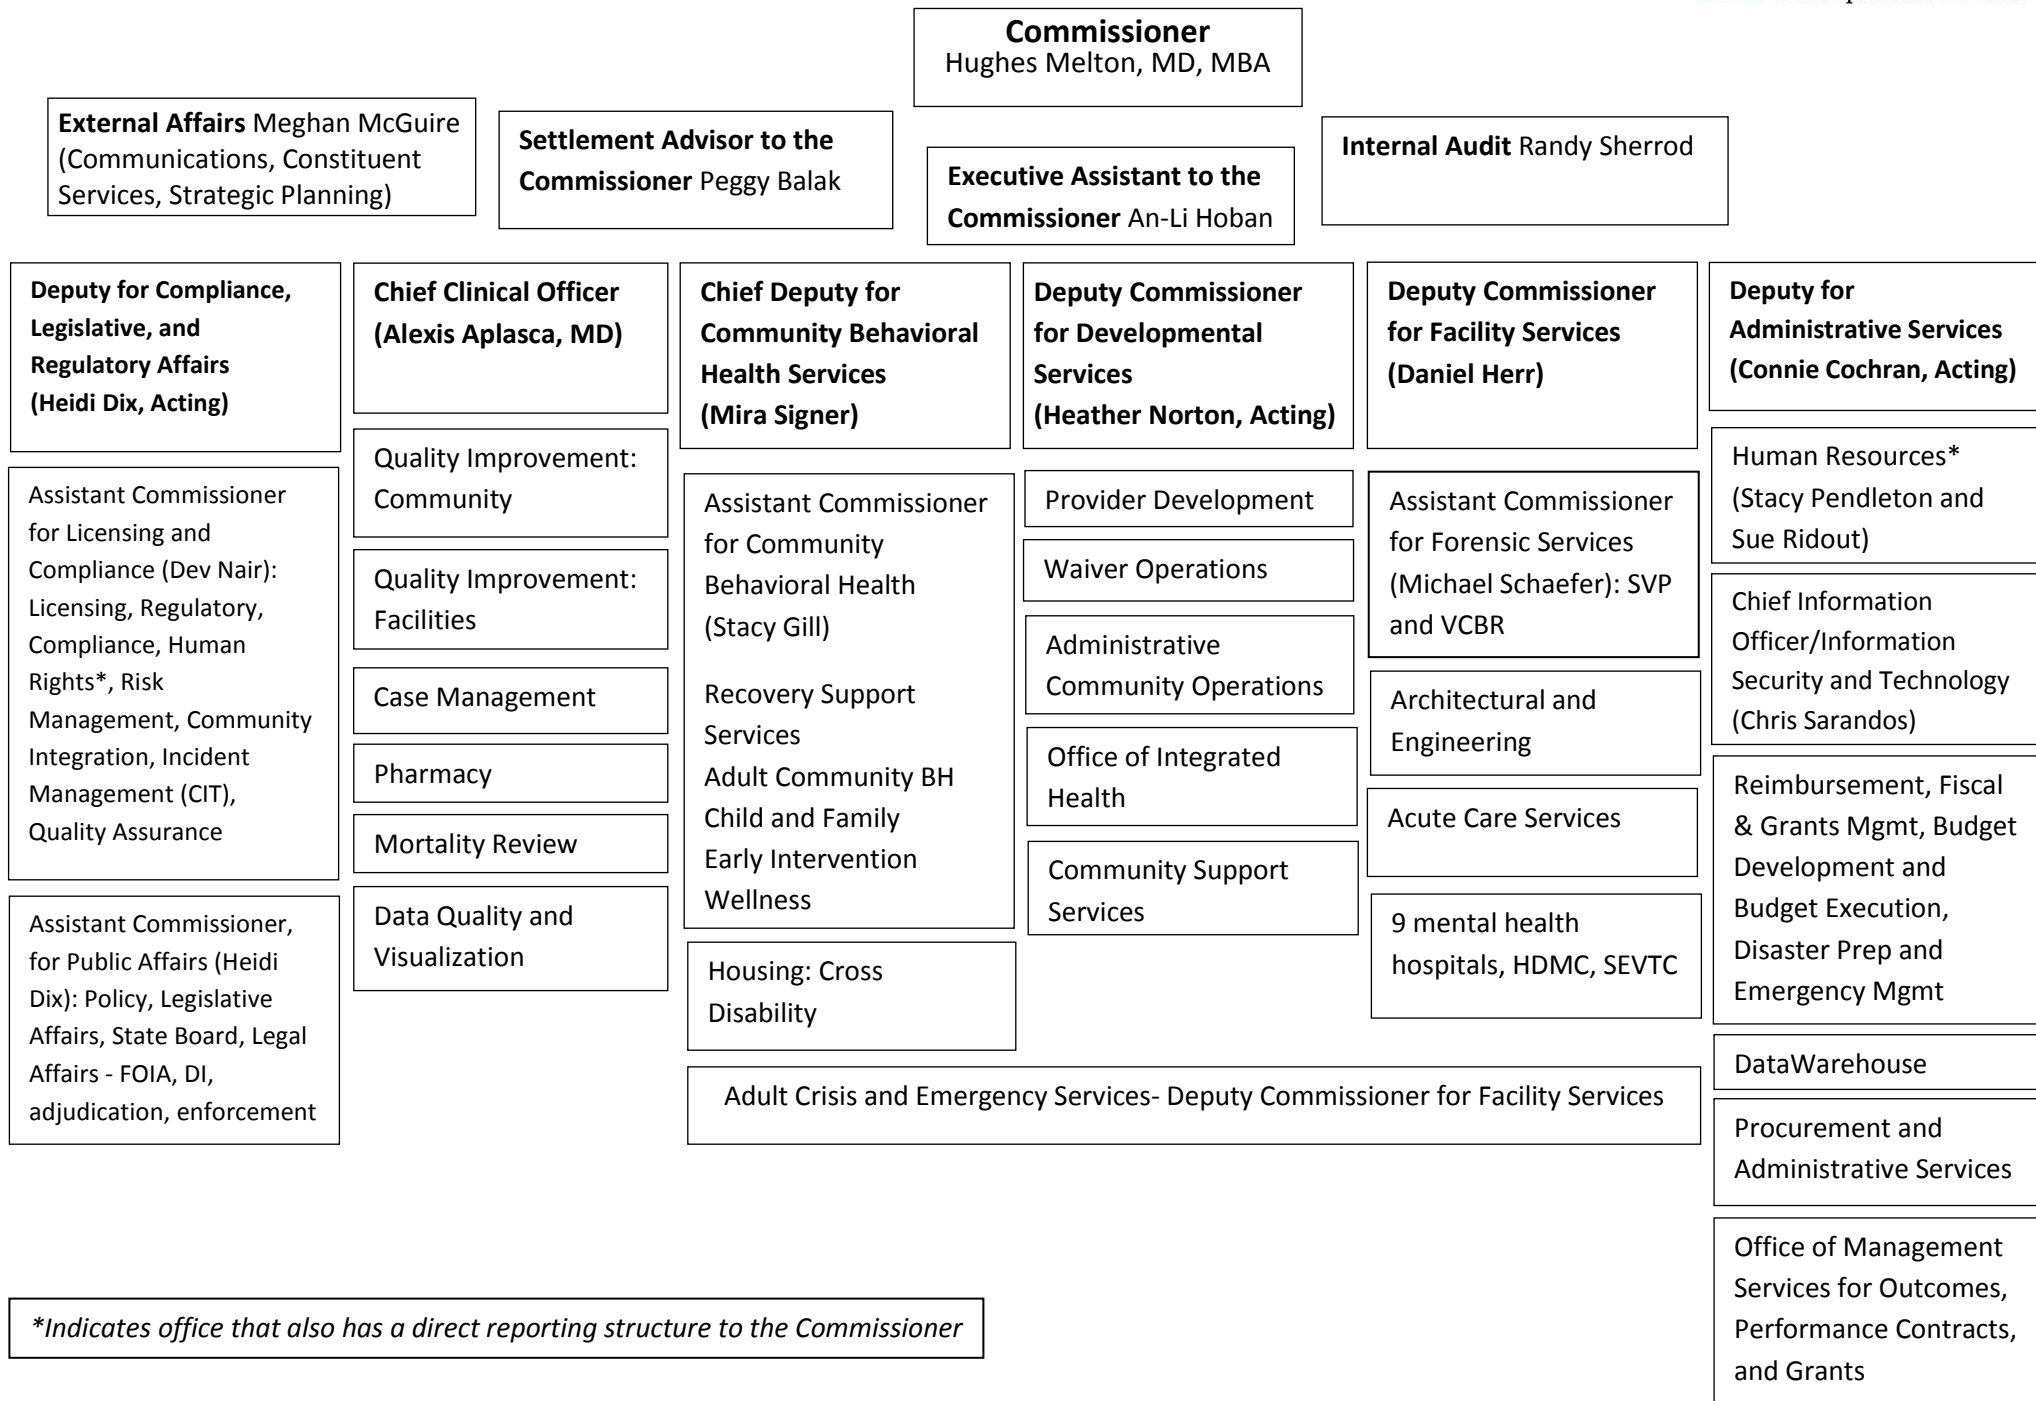 Commissioner
Hughes Melton, MD, MBA
External Affairs Meghan McGuire
(Communications, Constituent
Services, Strategic Planning)
Settlement Advisor to the
Commissioner Peggy Balak
Executive Assistant to the
Commissioner An-Li Hoban
Internal Audit Randy Sherrod
Deputy for Compliance,
Legislative, and
Regulatory Affairs
(Heidi Dix, Acting)
Assistant Commissioner
for Licensing and
Compliance (Dev Nair):
Licensing, Regulatory,
Compliance, Human
Rights*, Risk
Management, Community
Integration, Incident
Management (CIT),
Quality Assurance
Assistant Commissioner,
for Public Affairs (Heidi
Dix): Policy, Legislative
Affairs, State Board, Legal
Affairs - FOIA, DI,
adjudication, enforcement
Chief Clinical Officer
(Alexis Aplasca, MD)
Quality Improvement:
Community
Quality Improvement:
Facilities
Case Management
Pharmacy
Mortality Review
Data Quality and
Visualization
Chief Deputy for
Community Behavioral
Health Services
(Mira Signer)
Assistant Commissioner
for Community
Behavioral Health
(Stacy Gill)
Recovery Support
Services
Adult Community BH
Child and Family
Early Intervention
Wellness
Housing: Cross
Disability
Deputy Commissioner
for Developmental
Services
(Heather Norton, Acting)
Provider Development
Waiver Operations
Administrative
Community Operations
Office of Integrated
Health
Community Support
Services
Deputy Commissioner
for Facility Services
(Daniel Herr)
Assistant Commissioner
for Forensic Services
(Michael Schaefer): SVP
and VCBR
Architectural and
Engineering
Acute Care Services
9 mental health
hospitals, HDMC, SEVTC
Adult Crisis and Emergency Services- Deputy Commissioner for Facility Services
Deputy for
Administrative Services
(Connie Cochran, Acting)
Human Resources*
(Stacy Pendleton and
Sue Ridout)
Chief Information
Officer/Information
Security and Technology
(Chris Sarandos)
Reimbursement, Fiscal
& Grants Mgmt, Budget
Development and
Budget Execution,
Disaster Prep and
Emergency Mgmt
DataWarehouse
Procurement and
Administrative Services
Office of Management
Services for Outcomes,
Performance Contracts,
and Grants
*Indicates office that also has a direct reporting structure to the Commissioner